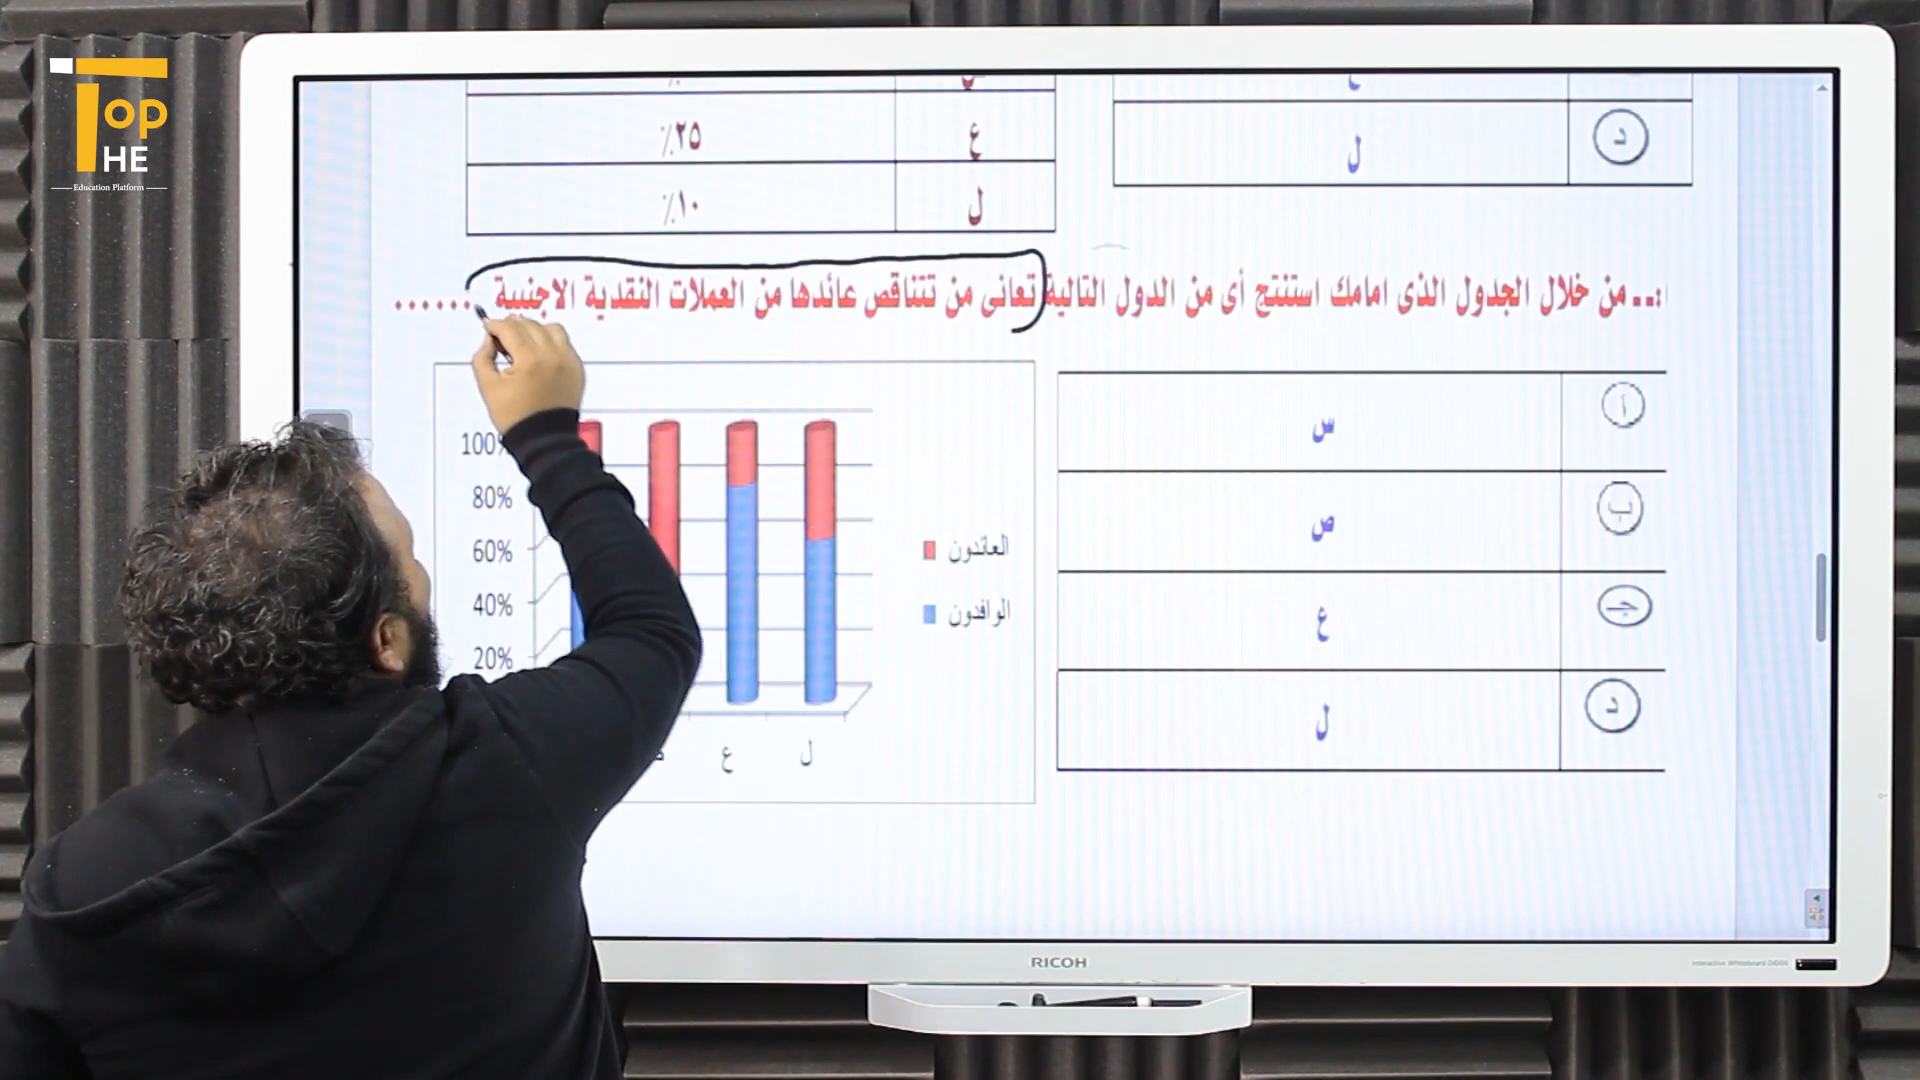 TOP
THE
Education Platform
ع ٢٥٪
ل ١٠٪
د ل
من خلال الجدول الذى امامك استنتج أى من الدول التالية تعانى من تتناقص عائدها من العملات النقدية الاجنبية ......
أ س
ب ص
جـ ع
د ل
100%
80%
60%
40%
20%
ع ل
العائدون
الوافدون
RICOH